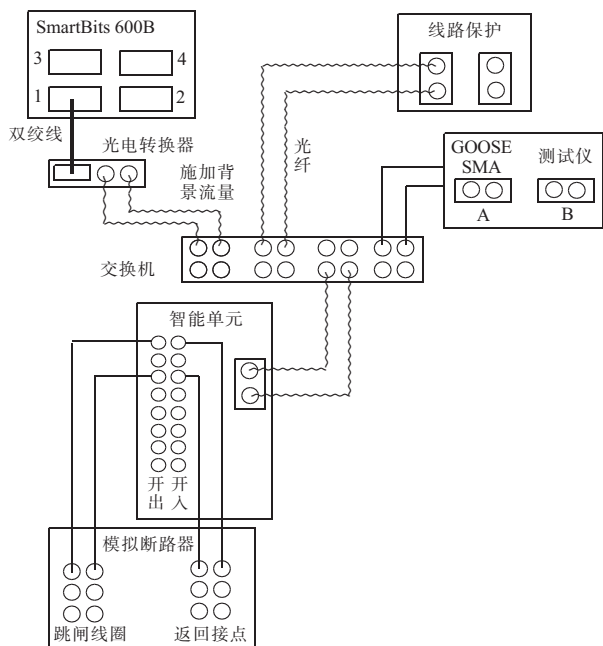 SmartBits 600B
3
4
1
2
双绞线
光电转换器
施加背
景流量
光
纤
线路保护
GOOSE
SMA
测试仪
A
B
交换机
智能单元
开
出
开
入
模拟断路器
跳闸线圈
返回接点